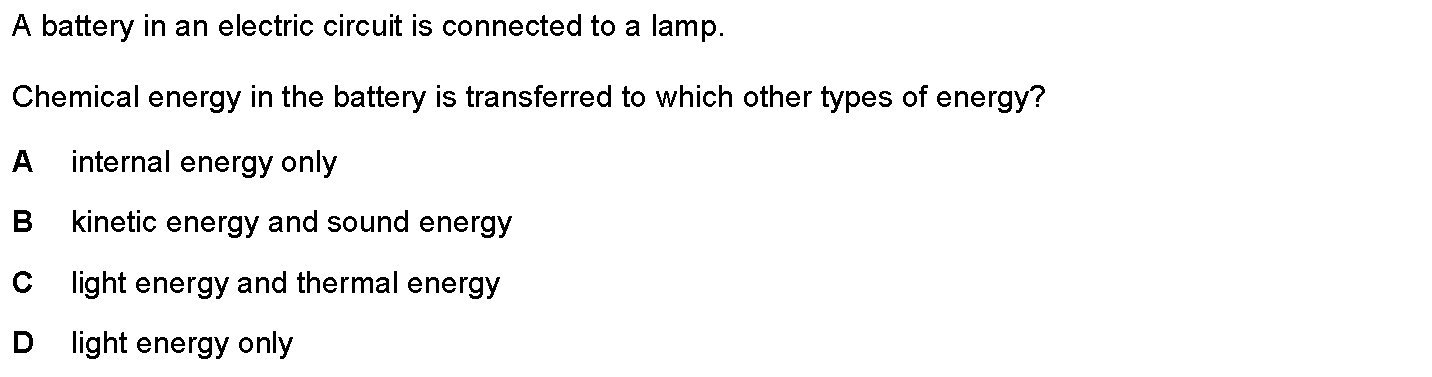 A battery in an electric circuit is connected to a lamp.
Chemical energy in the battery is transferred to which other types of energy?
A internal energy only
B kinetic energy and sound energy
C light energy and thermal energy
D light energy only